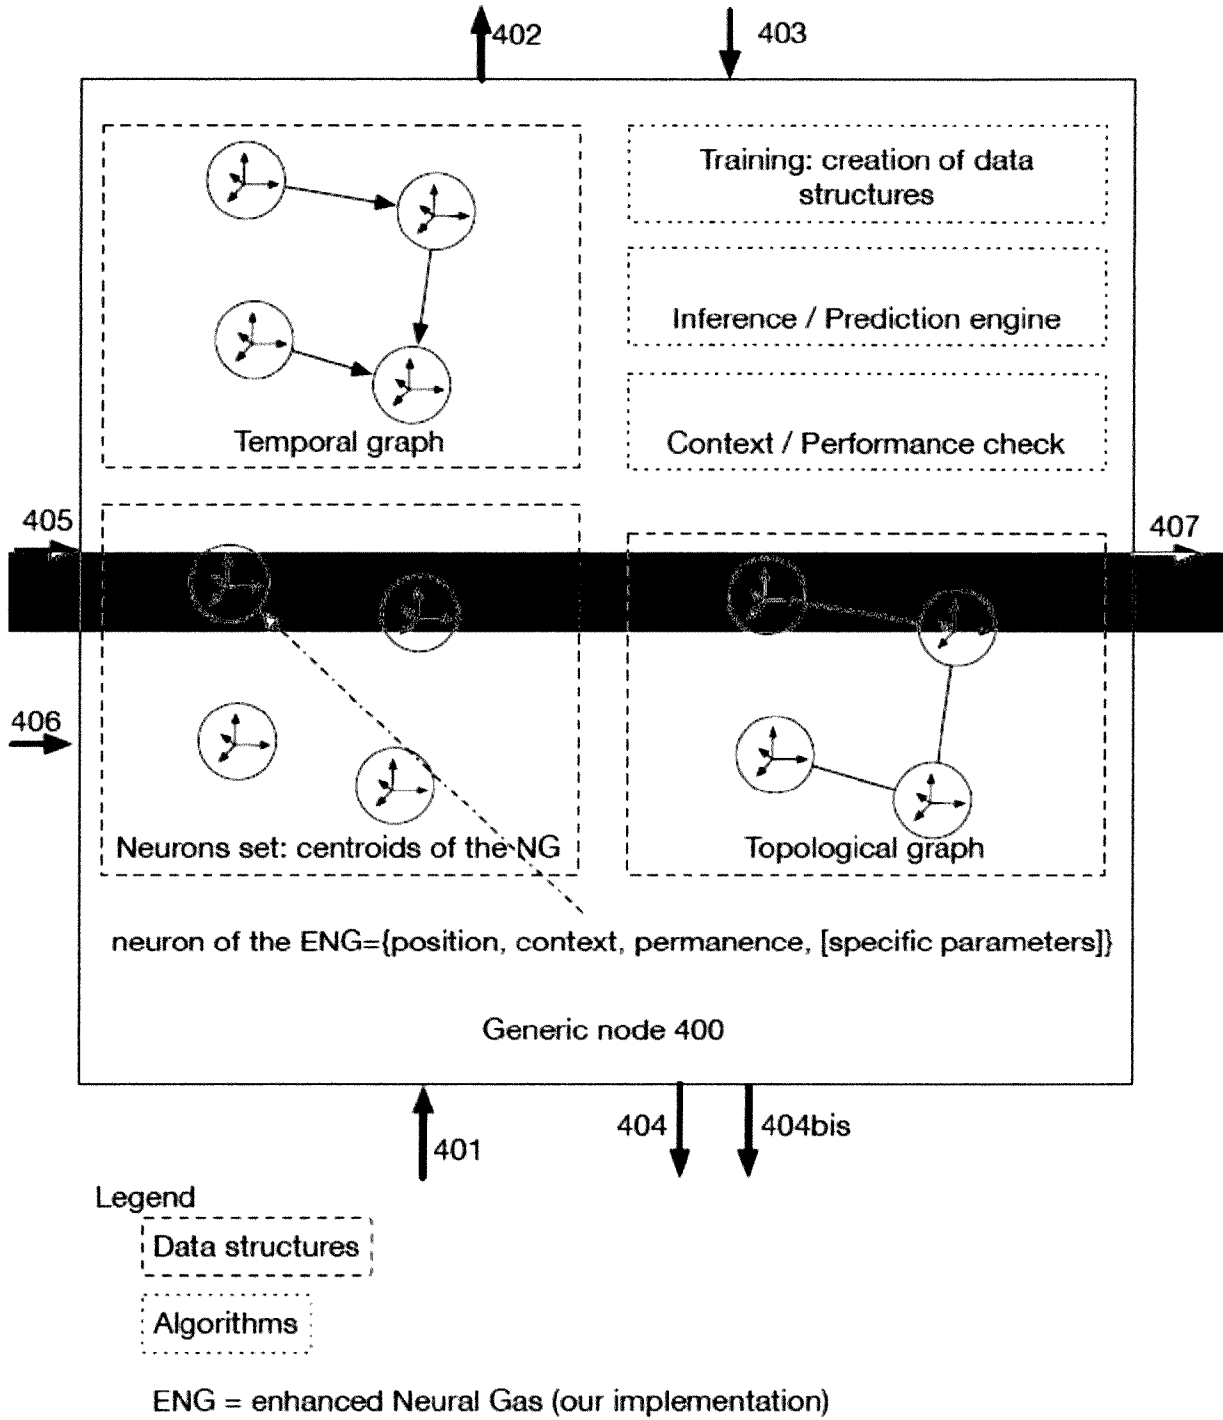 402
403
Training: creation of data
structures
Inference / Prediction engine
Context / Performance check
Temporal graph
405
407
406
Neurons set: centroids of the NG
Topological graph
neuron of the ENG={position, context, permanence, [specific parameters]}
Generic node 400
401
404
404bis
Legend
Data structures
Algorithms
ENG = enhanced Neural Gas (our implementation)